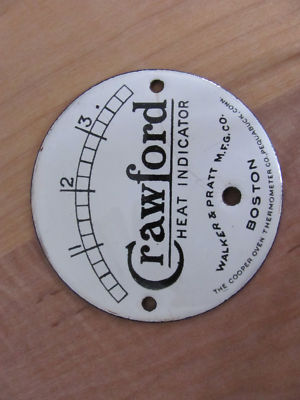 1 2 3
Crawford
HEAT INDICATOR
WALKER & PRATT M.F.G. CO.
BOSTON
THE COOPER OVEN THERMOMETER CO. PEQUABUCK, CONN.